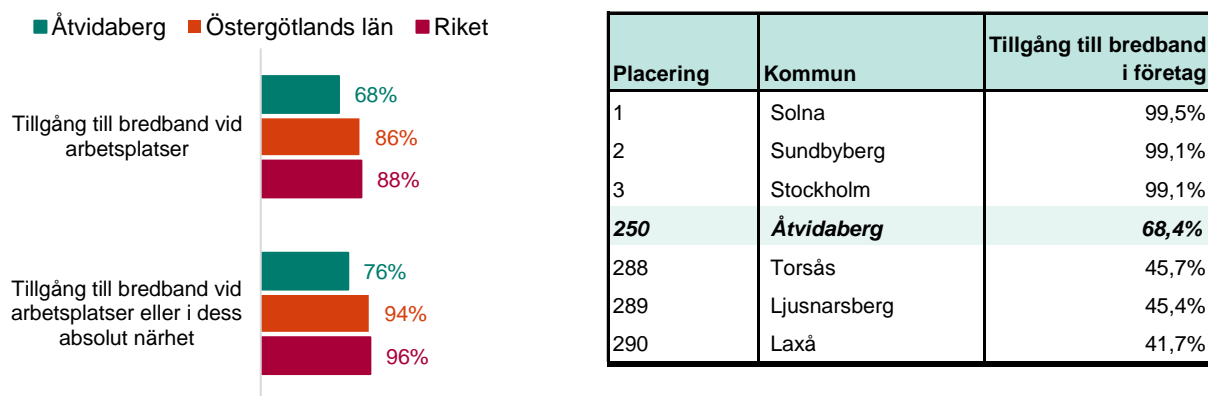 Åtvidaberg Östergötlands län Riket
Tillgång till bredband vid
arbetsplatser
68%
86%
88%
Tillgång till bredband vid
arbetsplatser eller i dess
absolut närhet
76%
94%
96%
Placering Kommun Tillgång till bredband
i företag
1 Solna 99,5%
2 Sundbyberg 99,1%
3 Stockholm 99,1%
250 Åtvidaberg 68,4%
288 Torsås 45,7%
289 Ljusnarsberg 45,4%
290 Laxå 41,7%